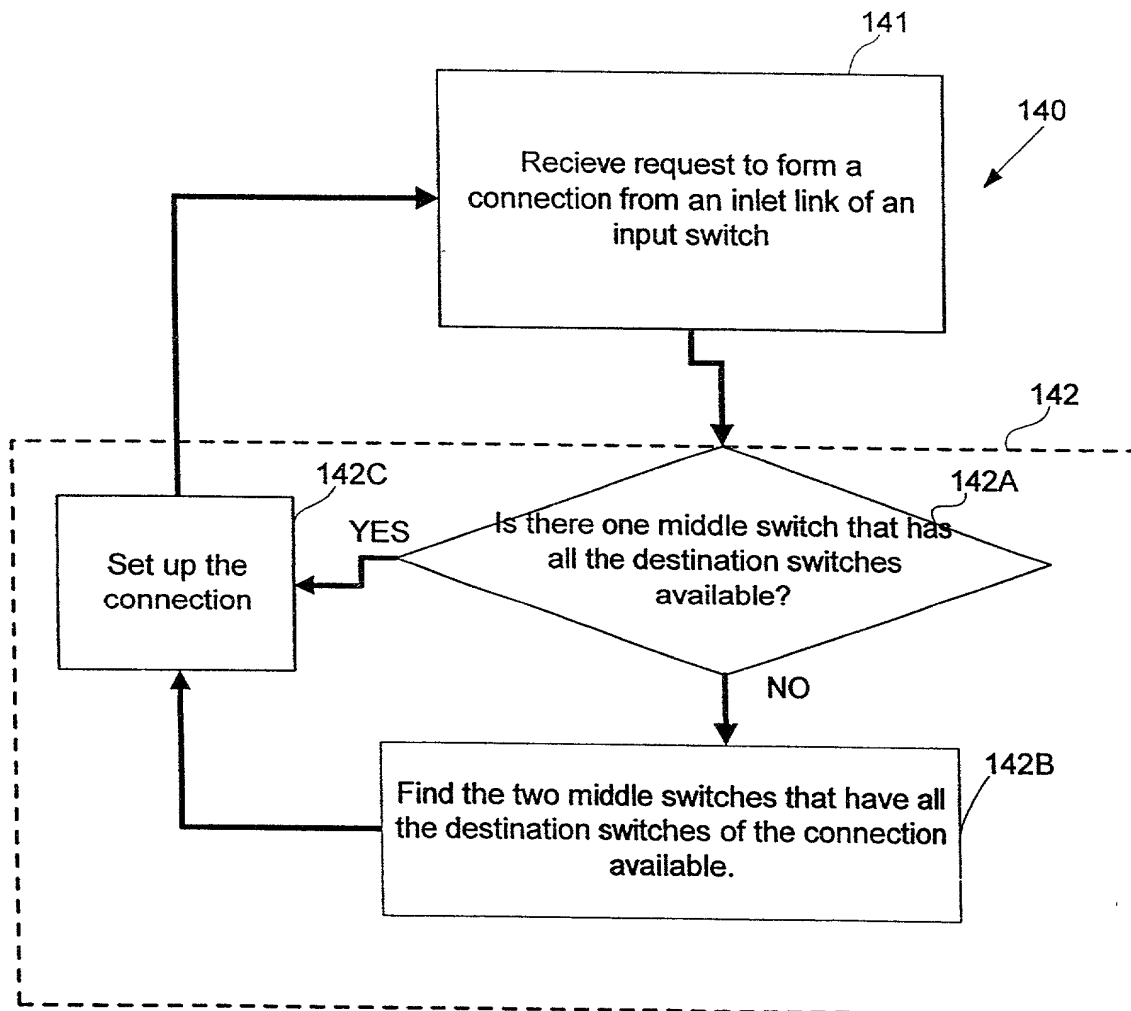 141
140
Recieve request to form a
connection from an inlet link of an
input switch
142
142C
142A
YES
Is there one middle switch that has
all the destination switches
available?
Set up the
connection
NO
142B
Find the two middle switches that have all
the destination switches of the connection
available.